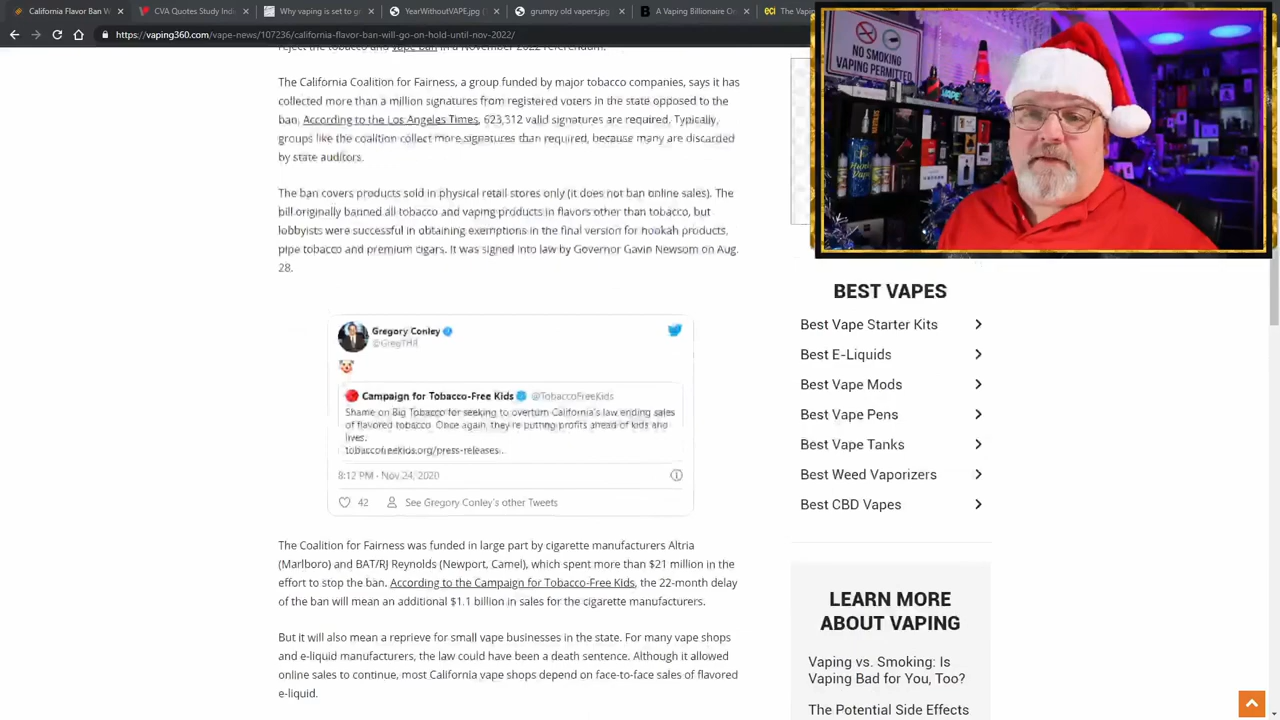 California Flavor Ban W
CVA Quotes Study Indi
Why vaping is set to g
YearWithoutVAPE.jpg (
grumpy old vapers.jpg
A Vaping Billionaire G
https://vaping360.com/vape-news/107236/california-flavor-ban-will-go-on-hold-until-nov-2022/
reject the tobacco and vape ban in a November 2022 referendum.
The California Coalition for Fairness, a group funded by major tobacco companies, says it has
collected more than a million signatures from registered voters in the state opposed to the
ban. According to the Los Angeles Times, 623,312 valid signatures are required. Typically,
groups like the coalition collect more signatures than required, because many are discarded
by state auditors.
The ban covers products sold in physical retail stores only (it does not ban online sales). The
bill originally banned all tobacco and vaping products in flavors other than tobacco, but
lobbyists were successful in obtaining exemptions in the final version for hookah products,
pipe tobacco and premium cigars. It was signed into law by Governor Gavin Newsom on Aug.
28.
Gregory Conley
@GregTHR
Campaign for Tobacco-Free Kids @TobaccoFreeKids
Shame on Big Tobacco for seeking to overturn California's law ending sales
of flavored tobacco. Once again they're putting profits ahead of kids and
lives.
tobaccofreekids.org/press-releases…
8:12 PM · Nov 24, 2020
42 See Gregory Conley's other Tweets
The Coalition for Fairness was funded in large part by cigarette manufacturers Altria
(Marlboro) and BAT/RJ Reynolds (Newport, Camel), which spent more than $21 million in the
effort to stop the ban. According to the Campaign for Tobacco-Free Kids, the 22-month delay
of the ban will mean an additional $1.1 billion in sales for the cigarette manufacturers.
But it will also mean a reprieve for small vape businesses in the state. For many vape shops
and e-liquid manufacturers, the law could have been a death sentence. Although it allowed
online sales to continue, most California vape shops depend on face-to-face sales of flavored
e-liquid.
NO SMOKING
VAPING PERMITTED
VAPE
BEST VAPES
Best Vape Starter Kits
Best E-Liquids
Best Vape Mods
Best Vape Pens
Best Vape Tanks
Best Weed Vaporizers
Best CBD Vapes
LEARN MORE
ABOUT VAPING
Vaping vs. Smoking: Is
Vaping Bad for You, Too?
The Potential Side Effects